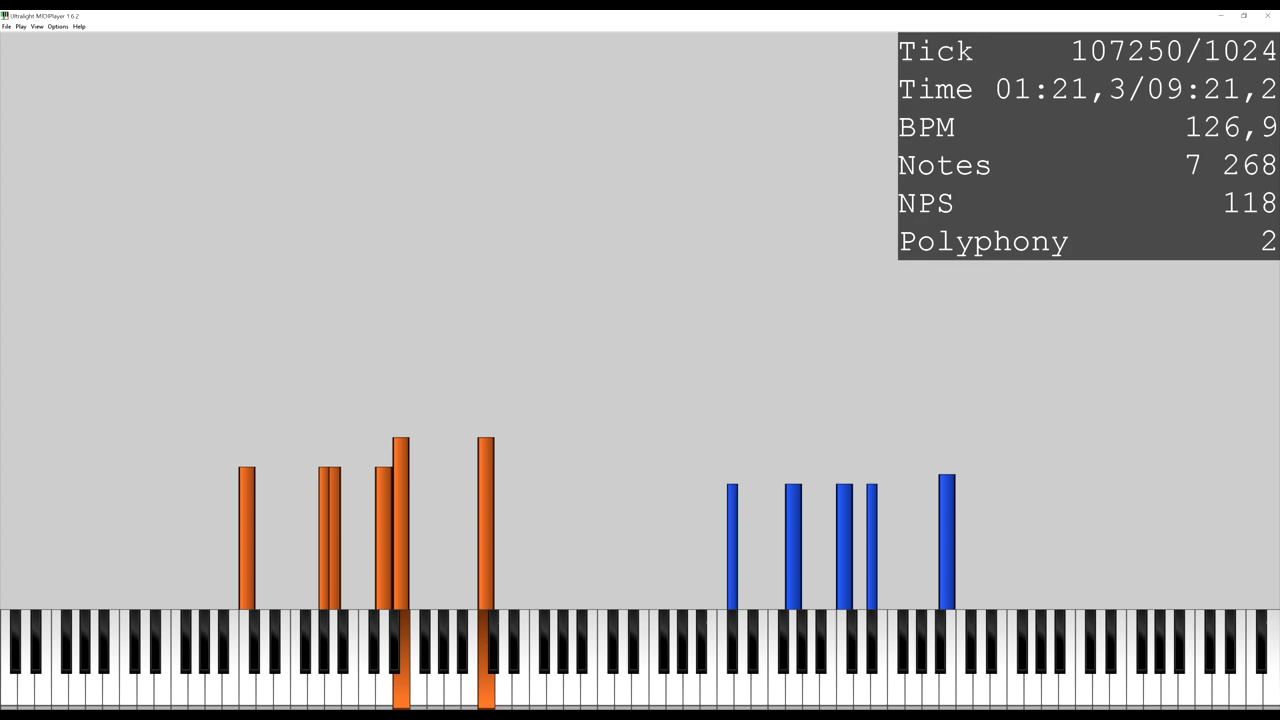 Ultralight MIDIPlayer 1.6.2
File Play View Options Help
Tick 107250/1024
Time 01:21,3/09:21,2
BPM 126,9
Notes 7 268
NPS 118
Polyphony 2